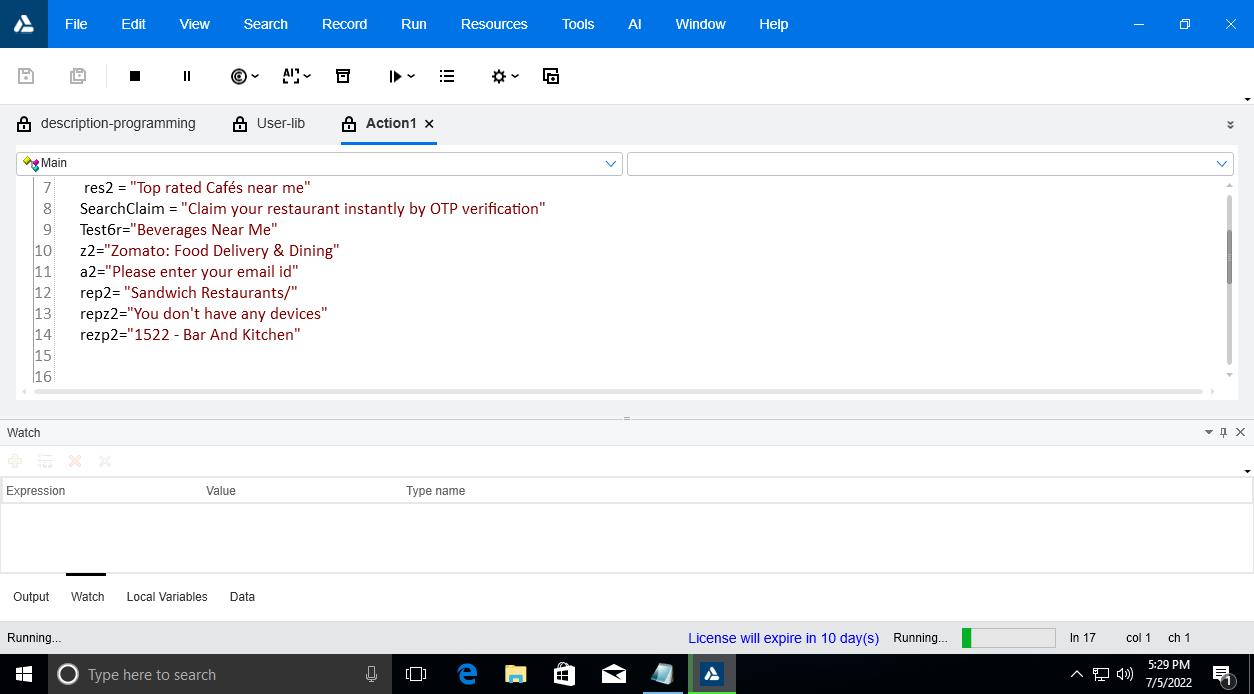 File Edit View Search Record Run Resources Tools AI Window Help
AI
description-programming User-lib Action1
Main
7 res2 = "Top rated Cafés near me"
8 SearchClaim = "Claim your restaurant instantly by OTP verification"
9 Test6r="Beverages Near Me"
10 z2="Zomato: Food Delivery & Dining"
11 a2="Please enter your email id"
12 rep2= "Sandwich Restaurants/"
13 repz2="You don't have any devices"
14 rezp2="1522 - Bar And Kitchen"
15
16
Watch
Expression Value Type name
Output Watch Local Variables Data
Running... License will expire in 10 day(s) Running... ln 17 col 1 ch 1
Type here to search
5:29 PM
7/5/2022
1